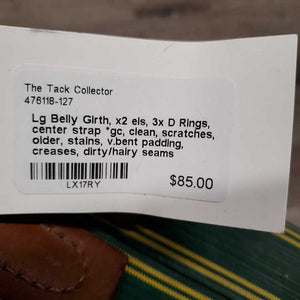 The Tack Collector
476118-127
Lg Belly Girth, x2 els, 3x D Rings,
center strap *gc, clean, scratches,
older, stains, v.bent padding,
creases, dirty/hairy seams
LX17RY
$85.00